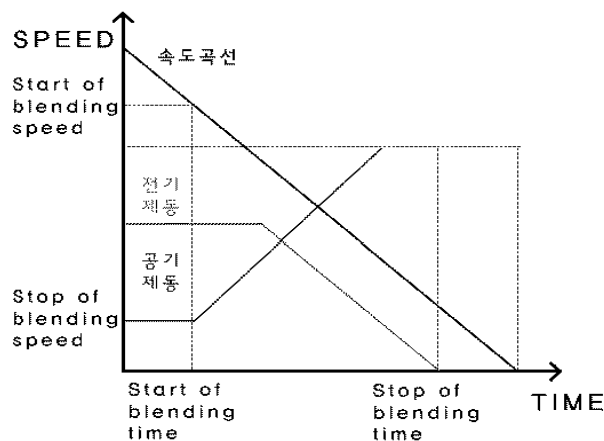 SPEED
속도곡선
Start of
blending
speed
전기
제동
공기
제동
Stop of
blending
speed
Start of
blending
time
Stop of
blending
time
TIME